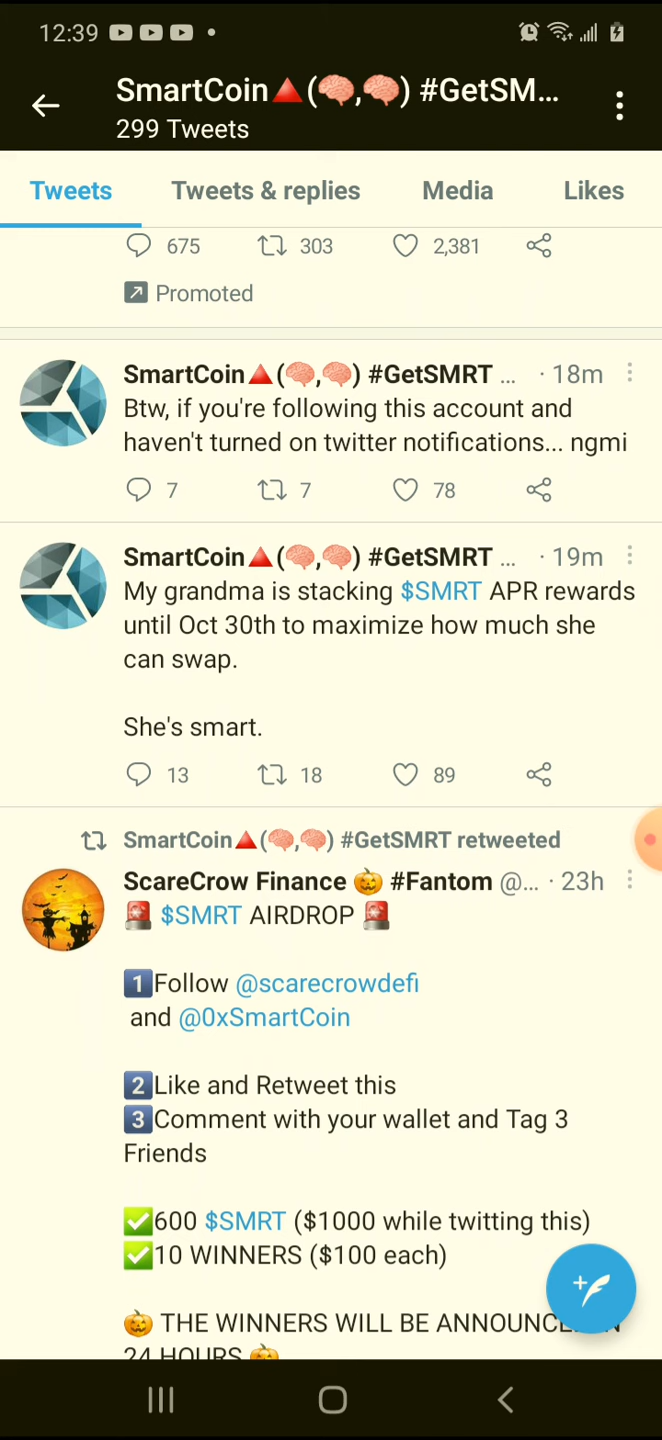 12:39
SmartCoin🔺(🧠,🧠) #GetSM...
299 Tweets
Tweets
Tweets & replies
Media
Likes
675
303
2,381
Promoted
SmartCoin🔺(🧠,🧠) #GetSMRT ... · 18m
Btw, if you're following this account and
haven't turned on twitter notifications... ngmi
7
7
78
SmartCoin🔺(🧠,🧠) #GetSMRT ... · 19m
My grandma is stacking $SMRT APR rewards
until Oct 30th to maximize how much she
can swap.
She's smart.
13
18
89
SmartCoin🔺(🧠,🧠) #GetSMRT retweeted
ScareCrow Finance 🎃 #Fantom @... · 23h
🚨 $SMRT AIRDROP 🚨
1️⃣Follow @scarecrowdefi
and @0xSmartCoin
2️⃣Like and Retweet this
3️⃣Comment with your wallet and Tag 3
Friends
✅600 $SMRT ($1000 while twitting this)
✅10 WINNERS ($100 each)
🎃 THE WINNERS WILL BE
24 HOURS 🎃